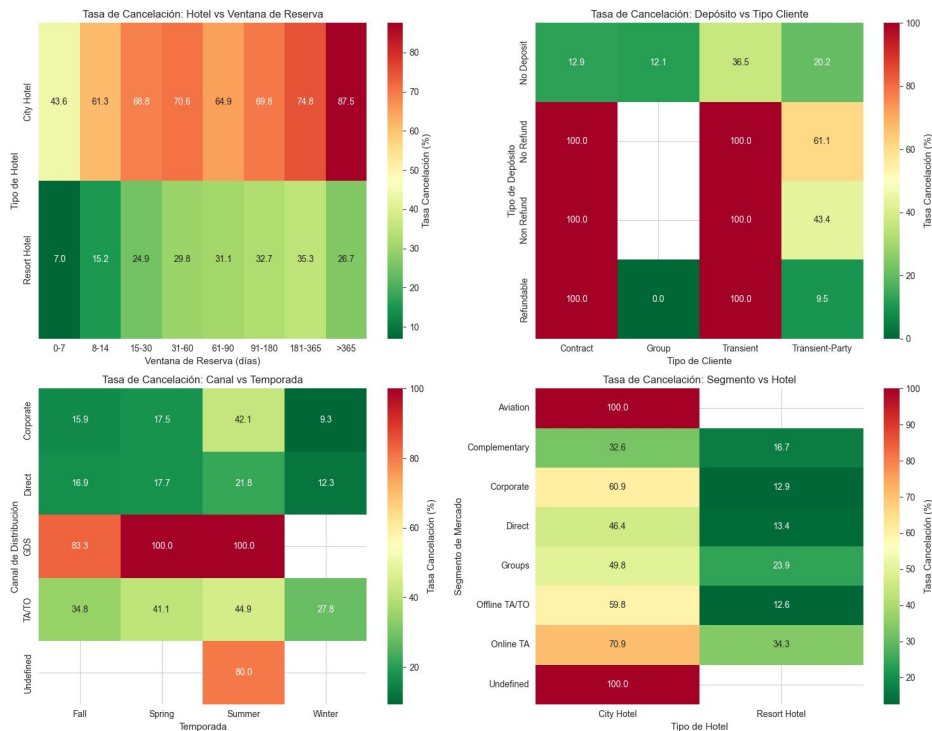 Tasa de Cancelación: Hotel vs Ventana de Reserva
Tipo de Hotel
City Hotel
43.6 61.3 68.8 70.6 64.9 69.8 74.8 87.5
Resort Hotel
7.0 15.2 24.9 29.8 31.1 32.7 35.3 26.7
0-7 8-14 15-30 31-60 61-90 91-180 181-365 >365
Ventana de Reserva (días)
80
70
60
50
40
30
20
10
Tasa Cancelación (%)
Tasa de Cancelación: Depósito vs Tipo Cliente
Tipo de Depósito
No Deposit
12.9 12.1 36.5 20.2
No Refund
100.0 100.0 61.1
Non Refund
100.0 100.0 43.4
Refundable
100.0 0.0 100.0 9.5
Contract Group Transient Transient-Party
Tipo de Cliente
100
80
60
40
20
0
Tasa Cancelación (%)
Tasa de Cancelación: Canal vs Temporada
Canal de Distribución
Corporate
15.9 17.5 42.1 9.3
Direct
16.9 17.7 21.8 12.3
GDS
83.3 100.0 100.0
TA/TO
34.8 41.1 44.9 27.8
Undefined
80.0
Fall Spring Summer Winter
Temporada
100
90
80
70
60
50
40
30
20
10
Tasa Cancelación (%)
Tasa de Cancelación: Segmento vs Hotel
Segmento de Mercado
Aviation 100.0
Complementary 32.6 16.7
Corporate 60.9 12.9
Direct 46.4 13.4
Groups 49.8 23.9
Offline TA/TO 59.8 12.6
Online TA 70.9 34.3
Undefined 100.0
City Hotel Resort Hotel
Tipo de Hotel
100
90
80
70
60
50
40
30
20
Tasa Cancelación (%)